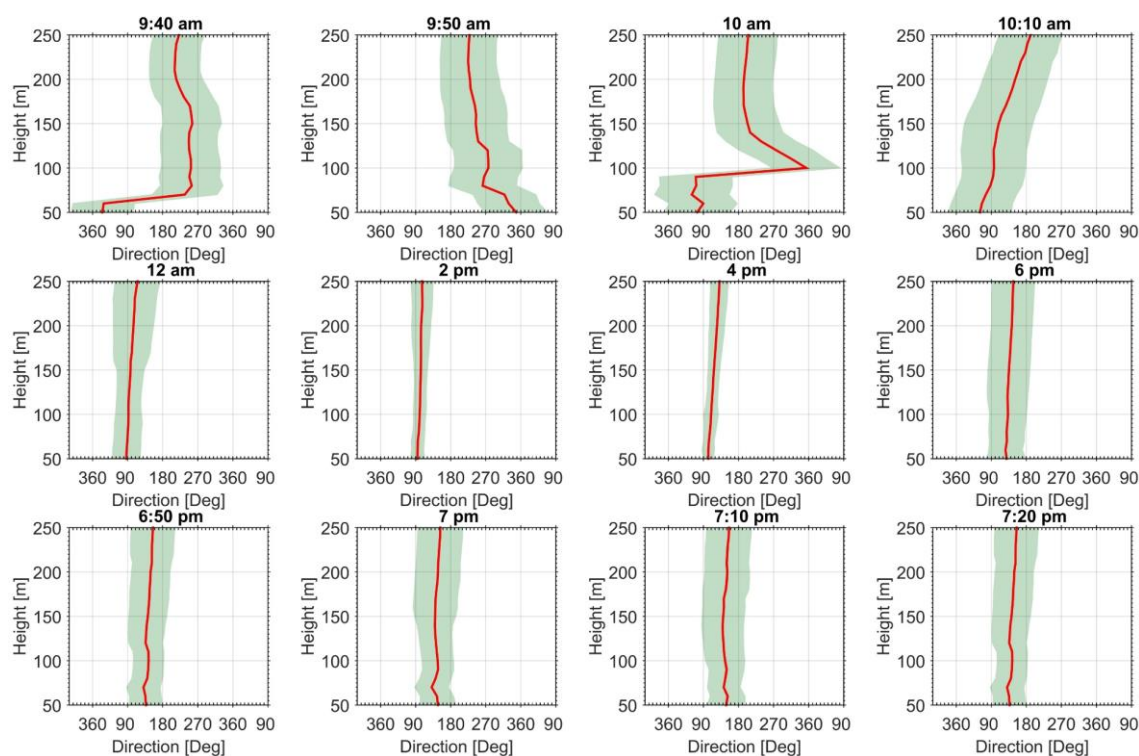 9:40 am 9:50 am 10 am 10:10 am
250 250 250 250
200 200 200 200
150 150 150 150
100 100 100 100
50 50 50 50
Height [m] Height [m] Height [m] Height [m]
360 90 180 270 360 90 360 90 180 270 360 90 360 90 180 270 360 90 360 90 180 270 360 90
Direction [Deg] Direction [Deg] Direction [Deg] Direction [Deg]
12 am 2 pm 4 pm 6 pm
250 250 250 250
200 200 200 200
150 150 150 150
100 100 100 100
50 50 50 50
Height [m] Height [m] Height [m] Height [m]
360 90 180 270 360 90 360 90 180 270 360 90 360 90 180 270 360 90 360 90 180 270 360 90
Direction [Deg] Direction [Deg] Direction [Deg] Direction [Deg]
6:50 pm 7 pm 7:10 pm 7:20 pm
250 250 250 250
200 200 200 200
150 150 150 150
100 100 100 100
50 50 50 50
Height [m] Height [m] Height [m] Height [m]
360 90 180 270 360 90 360 90 180 270 360 90 360 90 180 270 360 90 360 90 180 270 360 90
Direction [Deg] Direction [Deg] Direction [Deg] Direction [Deg]